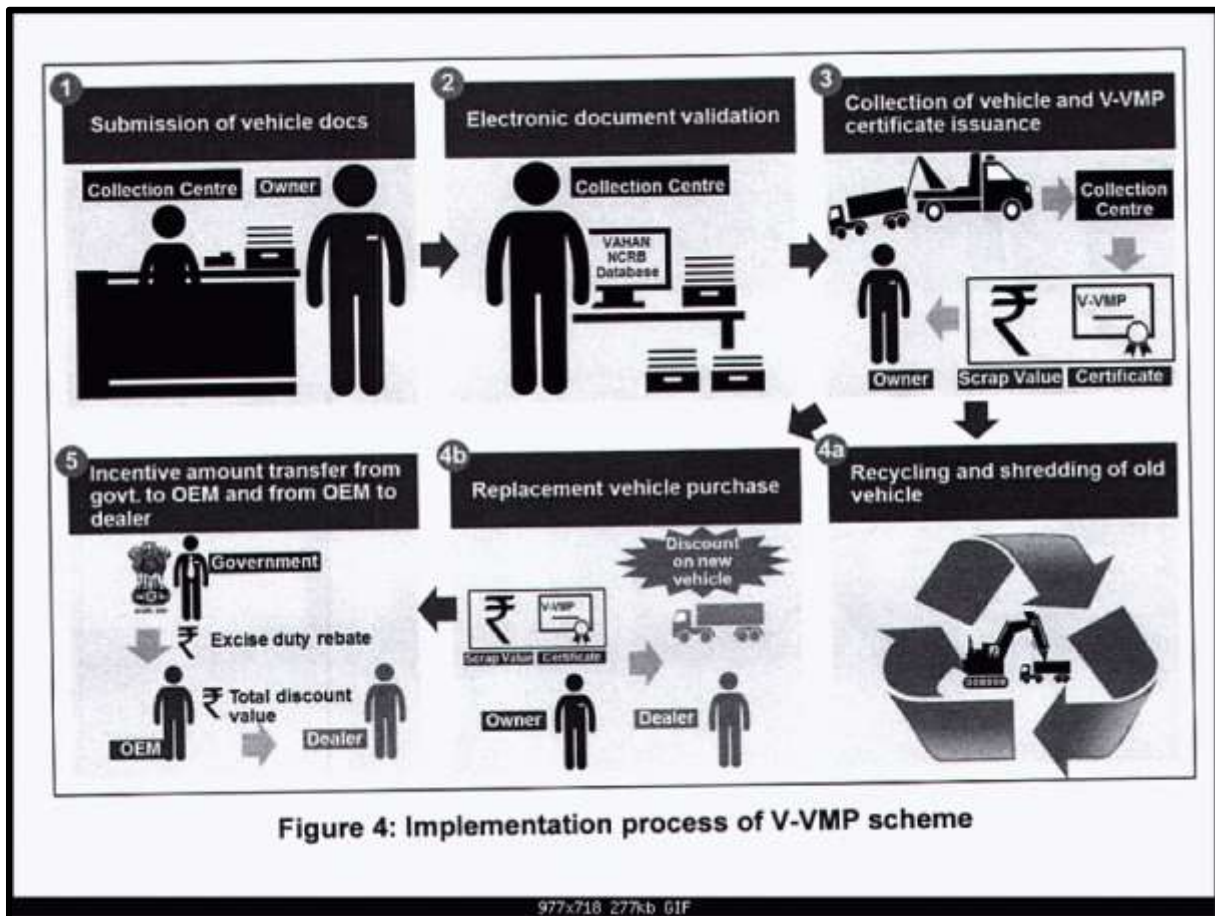 1
Submission of vehicle docs
Collection Centre
Owner
2
Electronic document validation
Collection Centre
VAHAN
NCRB
Database
3
Collection of vehicle and V-VMP
certificate issuance
Collection
Centre
V-VMP
Owner
₹
Scrap Value
Certificate
4a
Recycling and shredding of old
vehicle
4b
Replacement vehicle purchase
Discount
on new
vehicle
₹
V-VMP
Scrap Value
Certificate
Owner
Dealer
5
Incentive amount transfer from
govt. to OEM and from OEM to
dealer
Government
₹ Excise duty rebate
₹ Total discount
value
OEM
Dealer
Figure 4: Implementation process of V-VMP scheme
977x718 277kb GIF